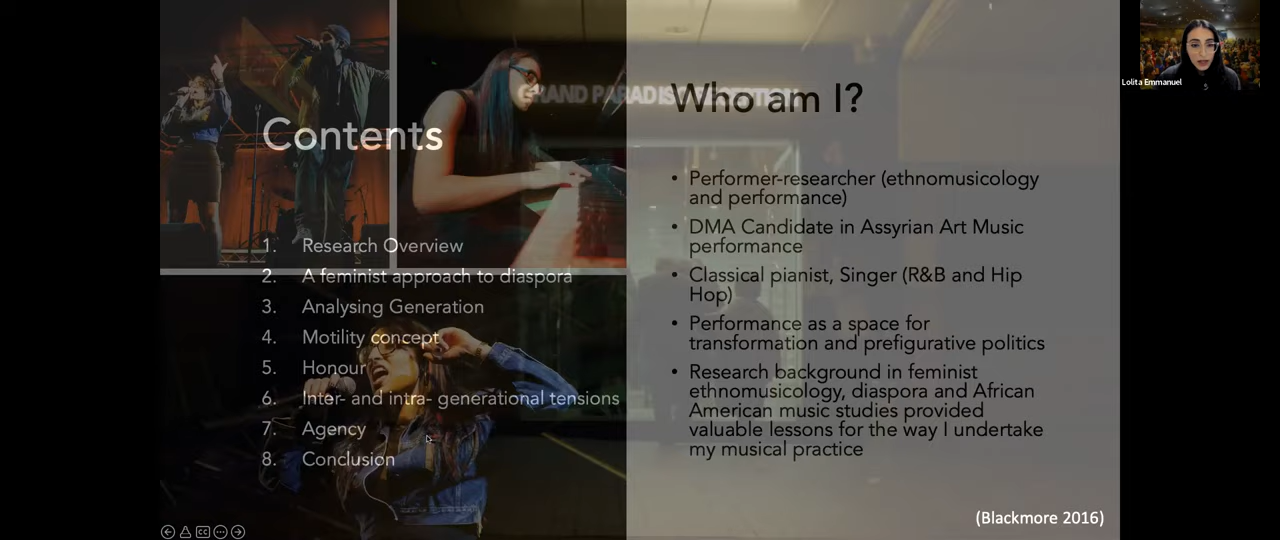 Contents
1. Research Overview
2. A feminist approach to diaspora
3. Analysing Generation
4. Motility concept
5. Honour
6. Inter- and intra- generational tensions
7. Agency
8. Conclusion
Who am I?
• Performer-researcher (ethnomusicology
and performance)
• DMA Candidate in Assyrian Art Music
performance
• Classical pianist, Singer (R&B and Hip
Hop)
• Performance as a space for
transformation and prefigurative politics
• Research background in feminist
ethnomusicology, diaspora and African
American music studies provided
valuable lessons for the way I undertake
my musical practice
(Blackmore 2016)
Lolita Emmanuel